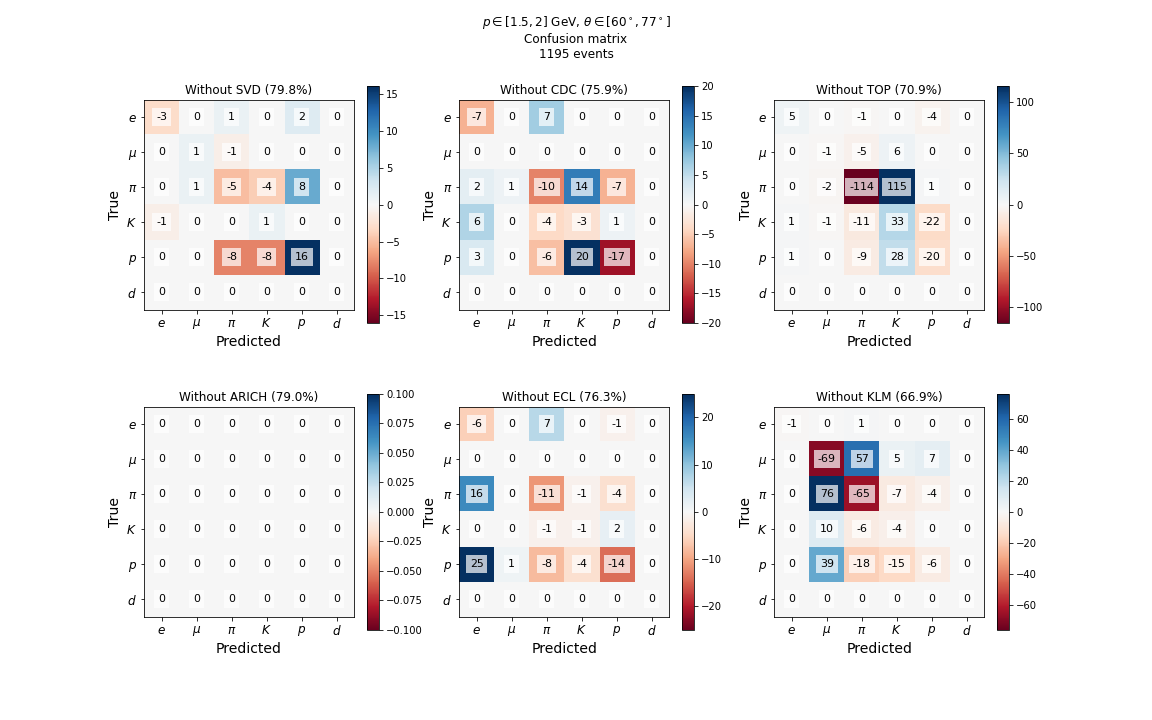 p ∈ [1.5, 2] GeV, θ ∈ [60°, 77°]
Confusion matrix
1195 events
Without SVD (79.8%)
True
e -3 0 1 0 2 0
μ 0 1 -1 0 0 0
π 0 1 -5 -4 8 0
K -1 0 0 1 0 0
p 0 0 -8 -8 16 0
d 0 0 0 0 0 0
e μ π K p d
Predicted
15
10
5
0
−5
−10
−15
Without CDC (75.9%)
True
e -7 0 7 0 0 0
μ 0 0 0 0 0 0
π 2 1 -10 14 -7 0
K 6 0 -4 -3 1 0
p 3 0 -6 20 -17 0
d 0 0 0 0 0 0
e μ π K p d
Predicted
20
15
10
5
0
−5
−10
−15
−20
Without TOP (70.9%)
True
e 5 0 -1 0 -4 0
μ 0 -1 -5 6 0 0
π 0 -2 -114 115 1 0
K 1 -1 -11 33 -22 0
p 1 0 -9 28 -20 0
d 0 0 0 0 0 0
e μ π K p d
Predicted
100
50
0
−50
−100
Without ARICH (79.0%)
True
e 0 0 0 0 0 0
μ 0 0 0 0 0 0
π 0 0 0 0 0 0
K 0 0 0 0 0 0
p 0 0 0 0 0 0
d 0 0 0 0 0 0
e μ π K p d
Predicted
0.100
0.075
0.050
0.025
0.000
−0.025
−0.050
−0.075
−0.100
Without ECL (76.3%)
True
e -6 0 7 0 -1 0
μ 0 0 0 0 0 0
π 16 0 -11 -1 -4 0
K 0 0 -1 -1 2 0
p 25 1 -8 -4 -14 0
d 0 0 0 0 0 0
e μ π K p d
Predicted
20
10
0
−10
−20
Without KLM (66.9%)
True
e -1 0 1 0 0 0
μ 0 -69 57 5 7 0
π 0 76 -65 -7 -4 0
K 0 10 -6 -4 0 0
p 0 39 -18 -15 -6 0
d 0 0 0 0 0 0
e μ π K p d
Predicted
60
40
20
0
−20
−40
−60